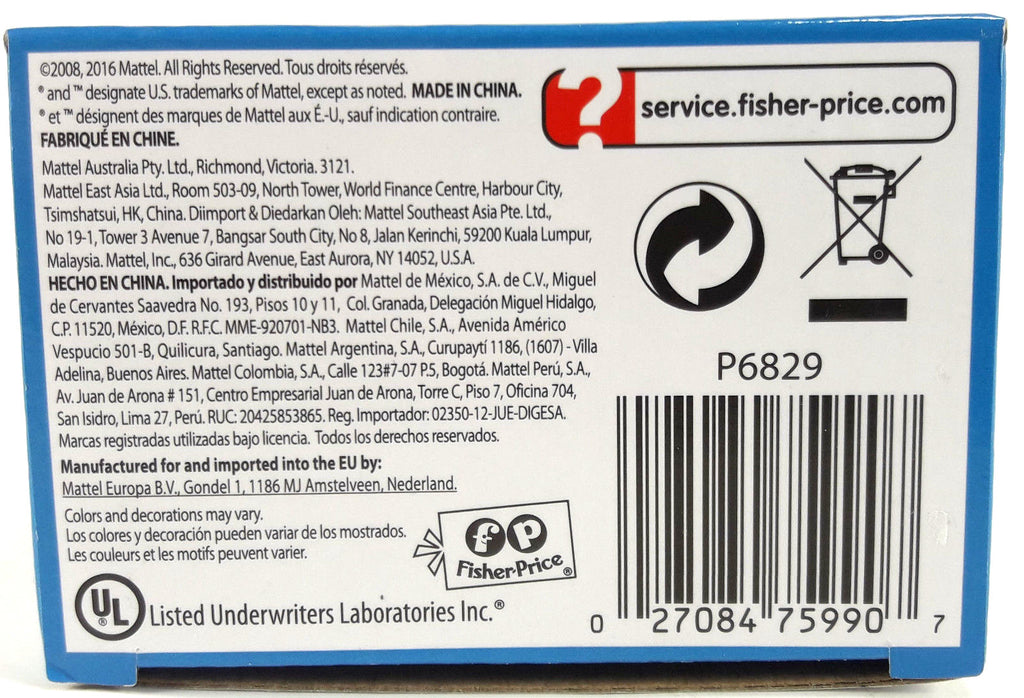 ©2008, 2016 Mattel. All Rights Reserved. Tous droits réservés.
® and ™ designate U.S. trademarks of Mattel, except as noted. MADE IN CHINA.
® et ™ désignent des marques de Mattel aux É.-U., sauf indication contraire.
FABRIQUÉ EN CHINE.
Mattel Australia Pty. Ltd., Richmond, Victoria. 3121.
Mattel East Asia Ltd., Room 503-09, North Tower, World Finance Centre, Harbour City,
Tsimshatsui, HK, China. Diimport & Diedarkan Oleh: Mattel Southeast Asia Pte. Ltd.,
No 19-1, Tower 3 Avenue 7, Bangsar South City, No 8, Jalan Kerinchi, 59200 Kuala Lumpur,
Malaysia. Mattel, Inc., 636 Girard Avenue, East Aurora, NY 14052, U.S.A.
HECHO EN CHINA. Importado y distribuido por Mattel de México, S.A. de C.V., Miguel
de Cervantes Saavedra No. 193, Pisos 10 y 11, Col. Granada, Delegación Miguel Hidalgo,
C.P. 11520, México, D.F. R.F.C. MME-920701-NB3. Mattel Chile, S.A., Avenida Américo
Vespucio 501-B, Quilicura, Santiago. Mattel Argentina, S.A., Curupaytí 1186, (1607) - Villa
Adelina, Buenos Aires. Mattel Colombia, S.A., Calle 123#7-07 P.5, Bogotá. Mattel Perú, S.A.,
Av. Juan de Arona # 151, Centro Empresarial Juan de Arona, Torre C, Piso 7, Oficina 704,
San Isidro, Lima 27, Perú. RUC: 20425853865. Reg. Importador: 02350-12-JUE-DIGESA.
Marcas registradas utilizadas bajo licencia. Todos los derechos reservados.
Manufactured for and imported into the EU by:
Mattel Europa B.V., Gondel 1, 1186 MJ Amstelveen, Nederland.
Colors and decorations may vary.
Los colores y decoración pueden variar de los mostrados.
Les couleurs et les motifs peuvent varier.
fp
Fisher-Price®
UL® Listed Underwriters Laboratories Inc.®
? service.fisher-price.com
P6829
0 27084 75990 7